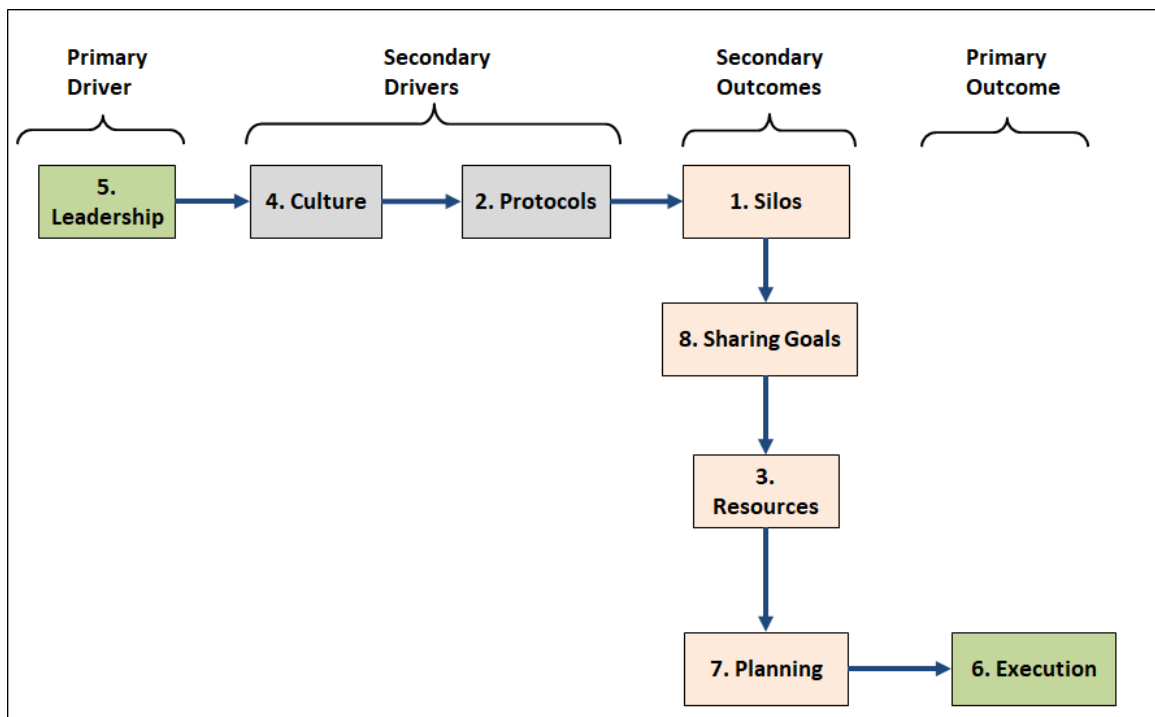 Primary
Driver
Secondary
Drivers
Secondary
Outcomes
Primary
Outcome
5.
Leadership
4. Culture
2. Protocols
1. Silos
8. Sharing Goals
3.
Resources
7. Planning
6. Execution